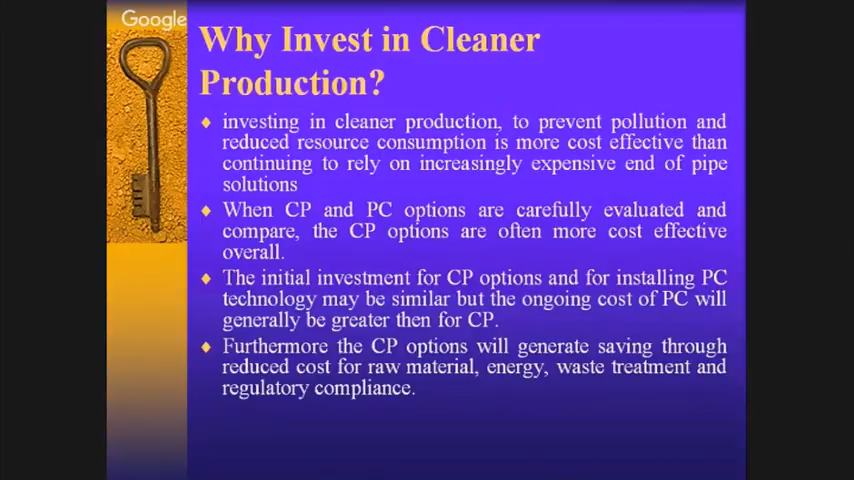 Google
Why Invest in Cleaner
Production?
investing in cleaner production, to prevent pollution and
reduced resource consumption is more cost effective than
continuing to rely on increasingly expensive end of pipe
solutions
When CP and PC options are carefully evaluated and
compare, the CP options are often more cost effective
overall.
The initial investment for CP options and for installing PC
technology may be similar but the ongoing cost of PC will
generally be greater then for CP.
Furthermore the CP options will generate saving through
reduced cost for raw material, energy, waste treatment and
regulatory compliance.